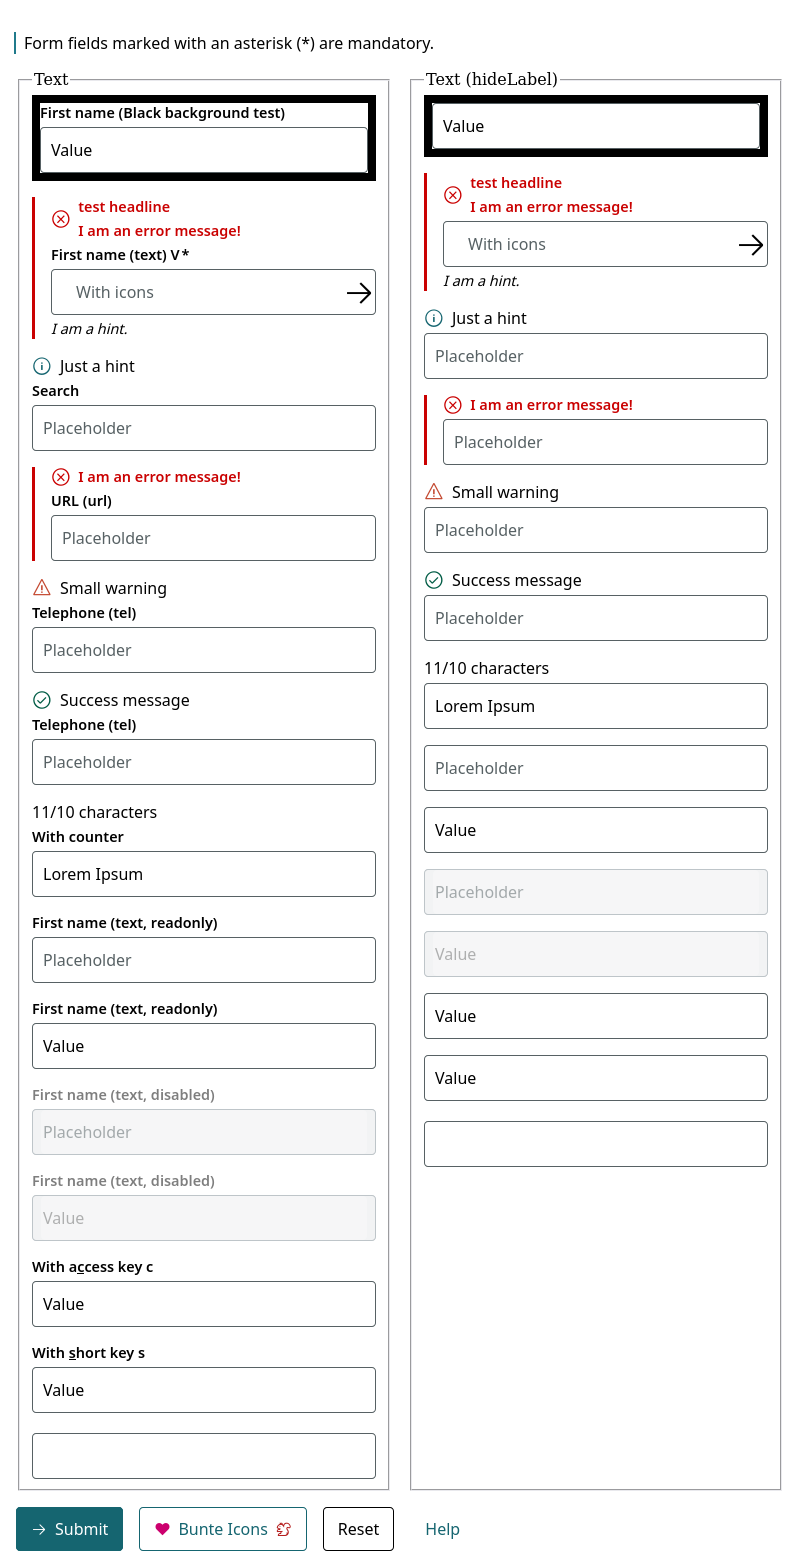 Form fields marked with an asterisk (*) are mandatory.
Text
First name (Black background test)
Value
test headline
I am an error message!
First name (text) V*
With icons
I am a hint.
Just a hint
Search
Placeholder
I am an error message!
URL (url)
Placeholder
Small warning
Telephone (tel)
Placeholder
Success message
Telephone (tel)
Placeholder
11/10 characters
With counter
Lorem Ipsum
First name (text, readonly)
Placeholder
First name (text, readonly)
Value
First name (text, disabled)
Placeholder
First name (text, disabled)
Value
With access key c
Value
With short key s
Value
Text (hideLabel)
Value
test headline
I am an error message!
With icons
I am a hint.
Just a hint
Placeholder
I am an error message!
Placeholder
Small warning
Placeholder
Success message
Placeholder
11/10 characters
Lorem Ipsum
Placeholder
Value
Placeholder
Value
Value
Value
Submit
Bunte Icons
Reset
Help